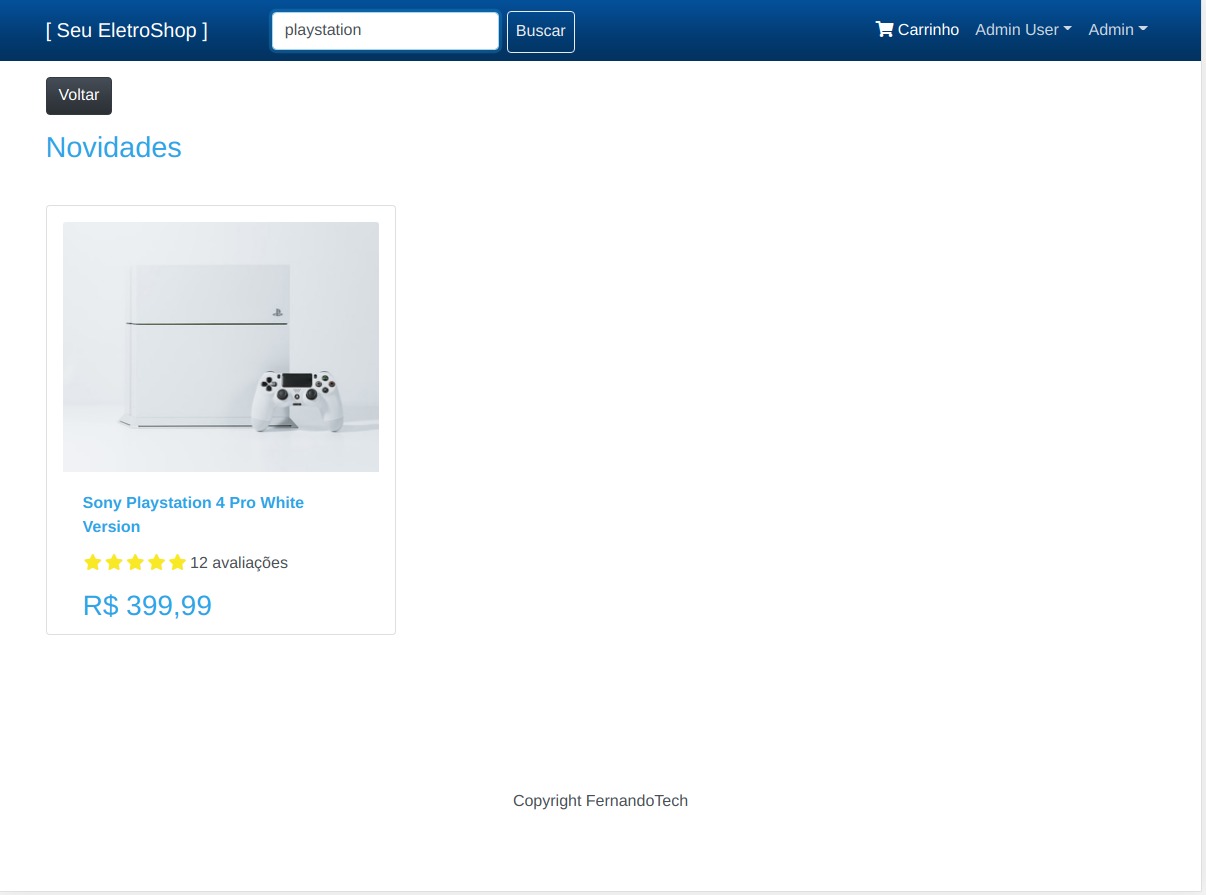 [ Seu EletroShop ]
playstation
Buscar
Carrinho
Admin User
Admin
Voltar
Novidades
Sony Playstation 4 Pro White
Version
12 avaliações
R$ 399,99
Copyright FernandoTech